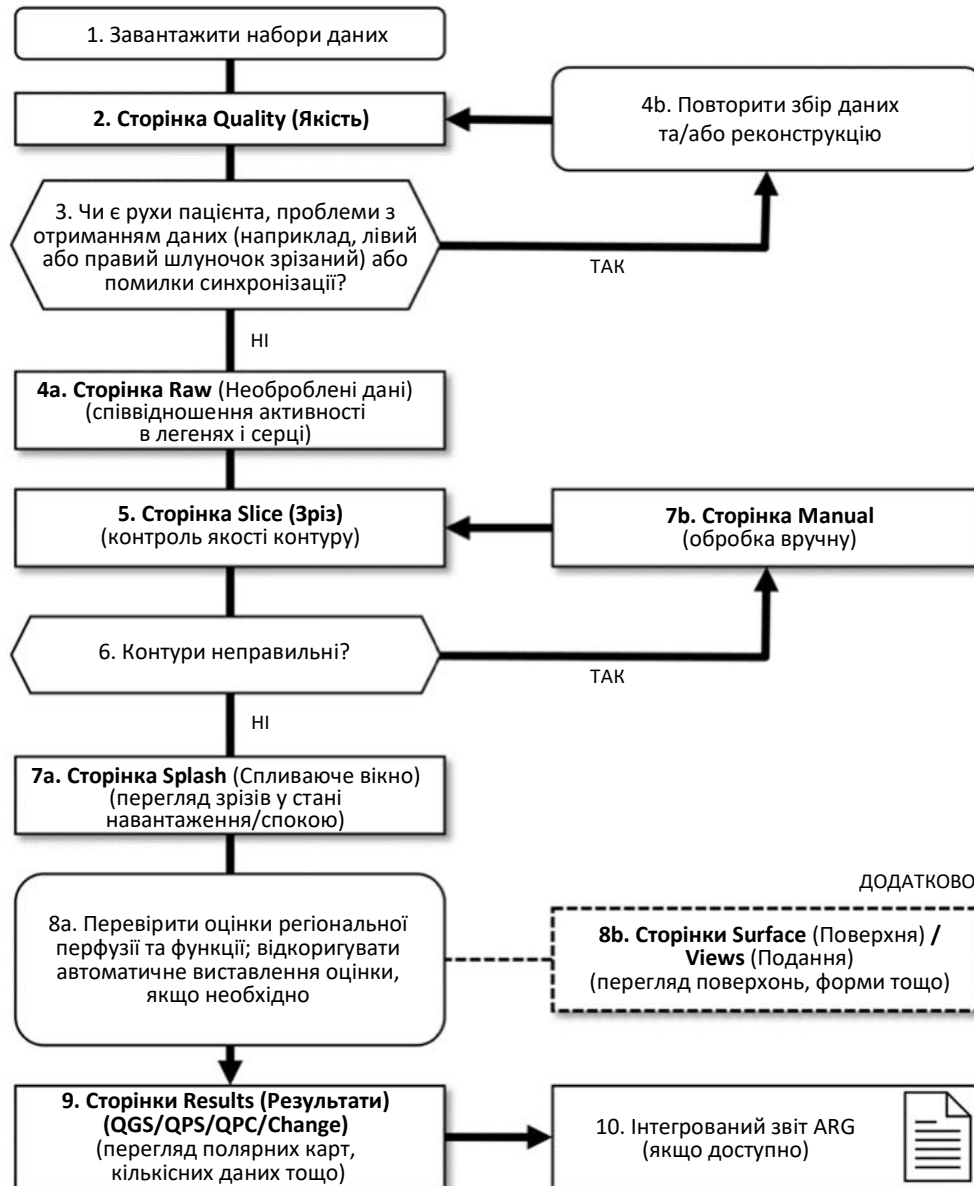 1. Завантажити набори даних
2. Сторінка Quality (Якість)
4b. Повторити збір даних
та/або реконструкцію
3. Чи є рухи пацієнта, проблеми з
отриманням даних (наприклад, лівий
або правий шлуночок зрізаний) або
помилки синхронізації?
ТАК
НІ
4a. Сторінка Raw (Необроблені дані)
(співвідношення активності
в легенях і серці)
5. Сторінка Slice (Зріз)
(контроль якості контуру)
7b. Сторінка Manual
(обробка вручну)
6. Контури неправильні?
ТАК
НІ
7a. Сторінка Splash (Спливаюче вікно)
(перегляд зрізів у стані
навантаження/спокою)
ДОДАТКОВО
8a. Перевірити оцінки регіональної
перфузії та функції; відкоригувати
автоматичне виставлення оцінки,
якщо необхідно
8b. Сторінки Surface (Поверхня) /
Views (Подання)
(перегляд поверхонь, форми тощо)
9. Сторінки Results (Результати)
(QGS/QPS/QPC/Change)
(перегляд полярних карт,
кількісних даних тощо)
10. Інтегрований звіт ARG
(якщо доступно)